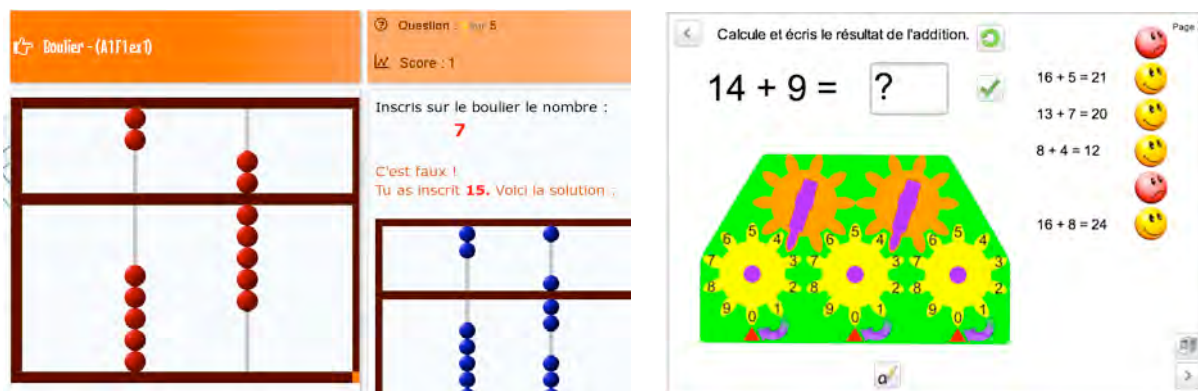 Boulier - (A1F1ex1)
Question : sur 5
Score : 1
Inscris sur le boulier le nombre :
7
C'est faux !
Tu as inscrit 15. Voici la solution :
Calcule et écris le résultat de l'addition.
14 + 9 = ?
Page
16 + 5 = 21
13 + 7 = 20
8 + 4 = 12
16 + 8 = 24
6 5 4 6 5 4 6 5 4
7 3 7 3 7 3
8 2 8 2 8 2
9 0 1 9 0 1 9 0 1
a